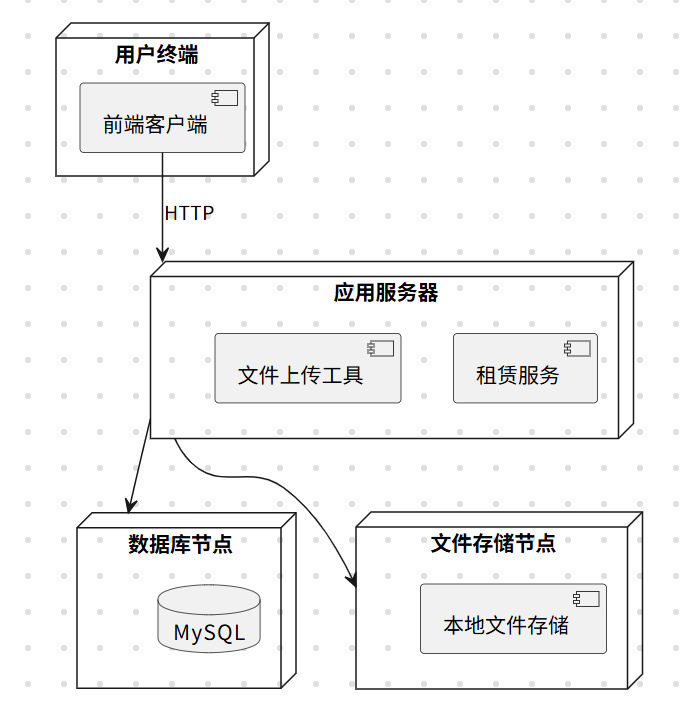 用户终端
前端客户端
HTTP
应用服务器
文件上传工具
租赁服务
数据库节点
MySQL
文件存储节点
本地文件存储